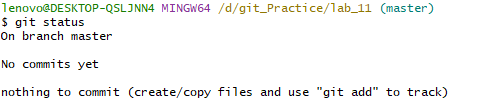 lenovo@DESKTOP-QSLJNN4 MINGW64 /d/git_Practice/lab_11 (master)
$ git status
On branch master
No commits yet
nothing to commit (create/copy files and use "git add" to track)